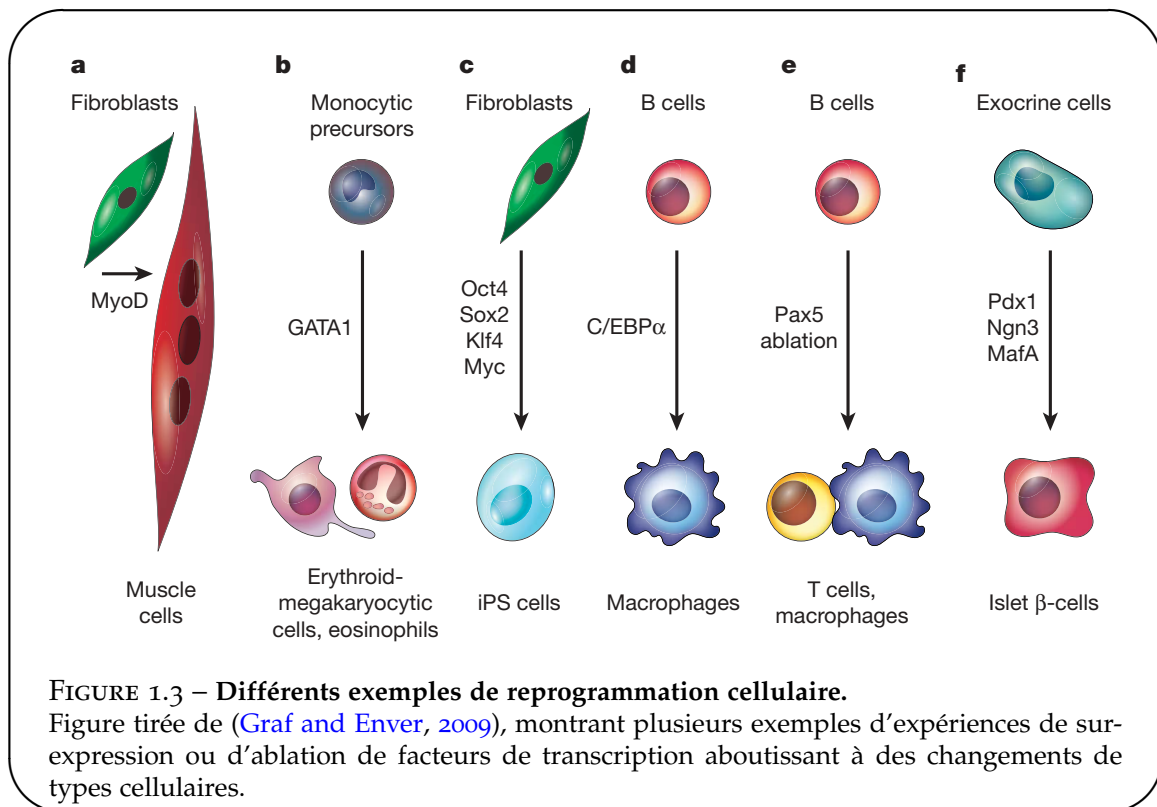 a
Fibroblasts
MyoD
Muscle
cells
b
Monocytic
precursors
GATA1
Erythroid-
megakaryocytic
cells, eosinophils
c
Fibroblasts
Oct4
Sox2
Klf4
Myc
iPS cells
d
B cells
C/EBPα
Macrophages
e
B cells
Pax5
ablation
T cells,
macrophages
f
Exocrine cells
Pdx1
Ngn3
MafA
Islet β-cells
FIGURE 1.3 – Différents exemples de reprogrammation cellulaire.
Figure tirée de (Graf and Enver, 2009), montrant plusieurs exemples d'expériences de sur-
expression ou d'ablation de facteurs de transcription aboutissant à des changements de
types cellulaires.